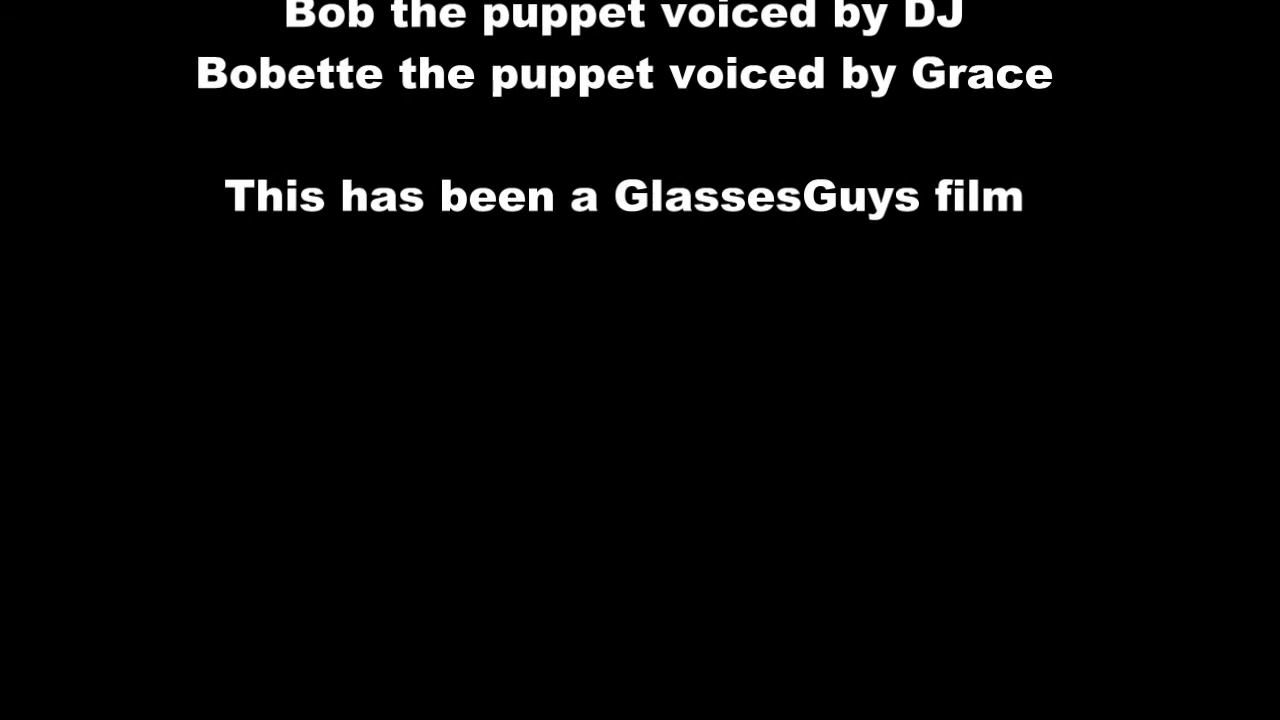 Bob the puppet voiced by DJ
Bobette the puppet voiced by Grace
This has been a GlassesGuys film